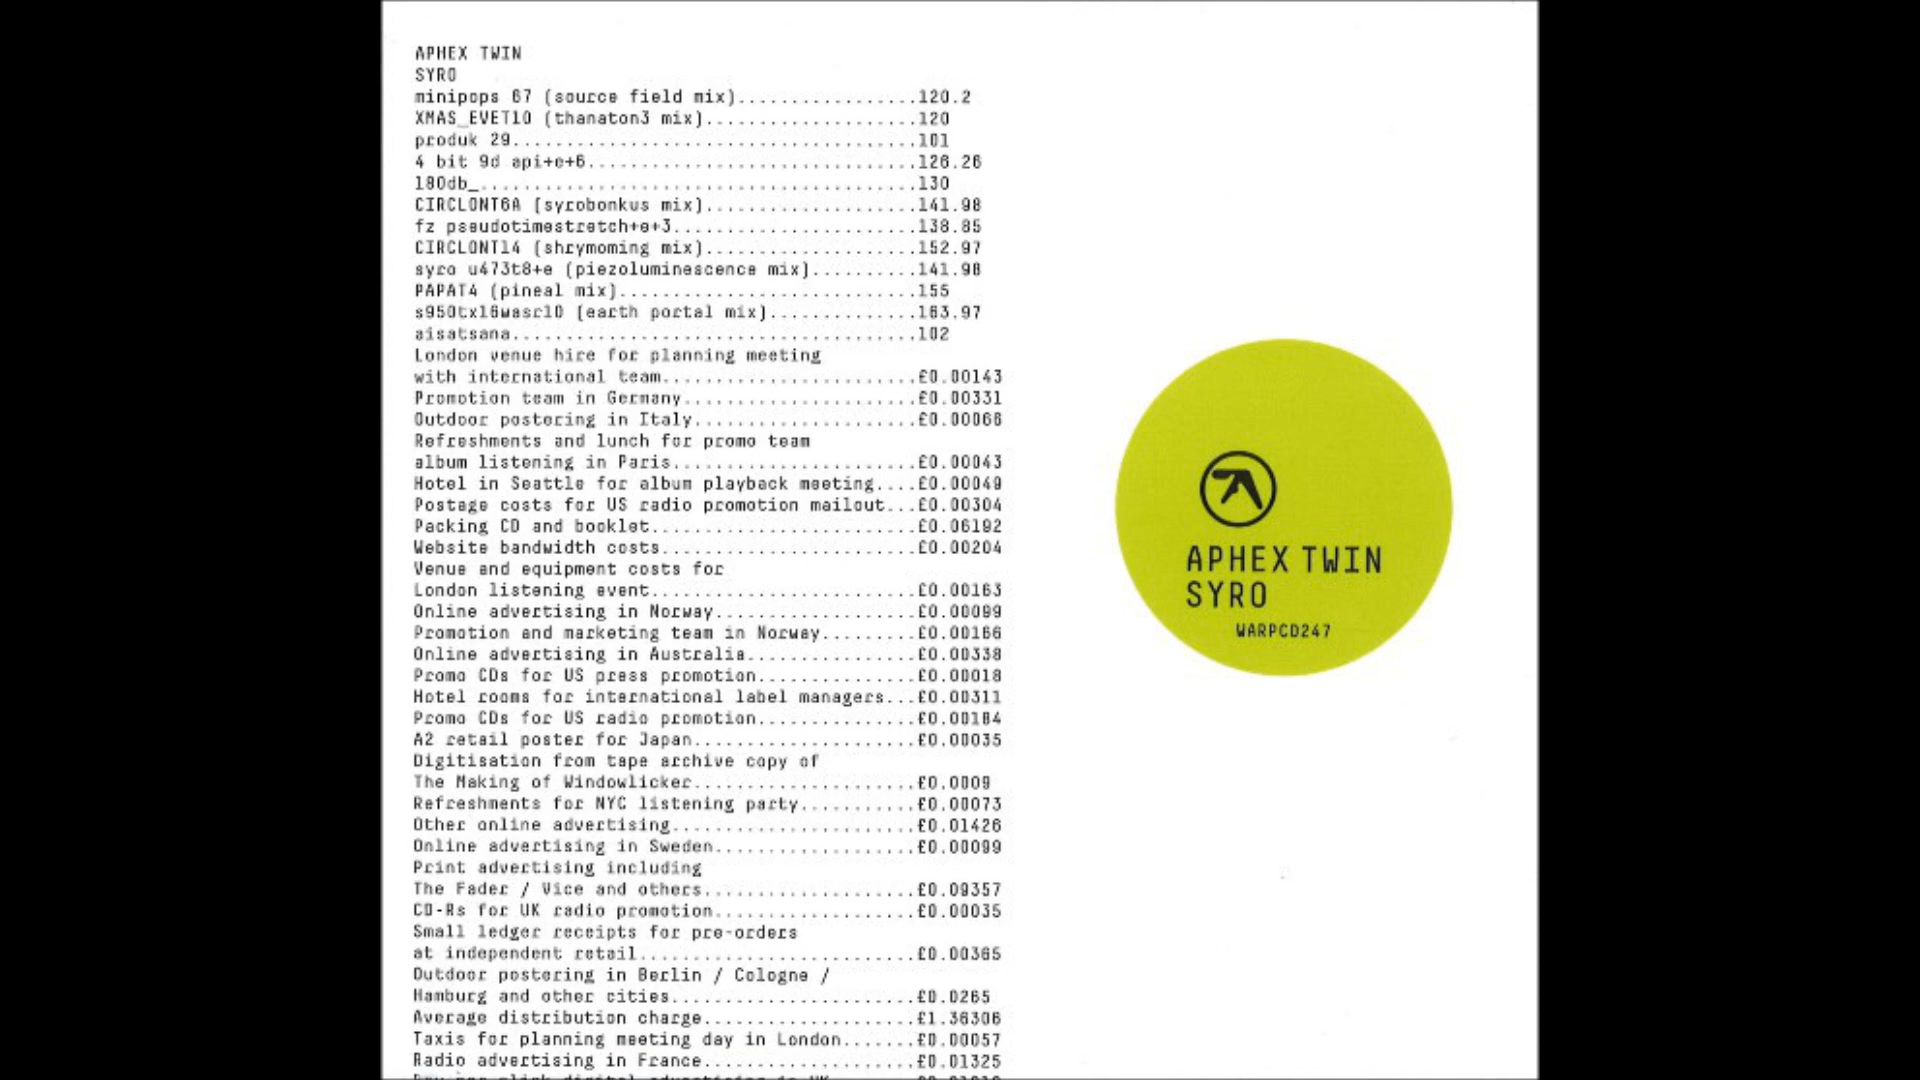 APHEX TWIN
SYRO
minipops 67 (source field mix).................120.2
XMAS_EVET10 (thanaton3 mix)....................120
produk 29......................................101
4 bit 9d api+e+6...............................126.26
180db_.........................................130
CIRCLONT6A (syrobonkus mix)....................141.98
fz pseudotimestretch+e+3.......................138.85
CIRCLONT14 (shrymoming mix)....................152.97
syro u473t8+e (piezoluminescence mix)..........141.98
PAPAT4 (pineal mix)............................155
s950tx16wasr10 (earth portal mix)..............163.97
aisatsana......................................102
London venue hire for planning meeting
with international team........................£0.00143
Promotion team in Germany......................£0.00331
Outdoor postering in Italy.....................£0.00066
Refreshments and lunch for promo team
album listening in Paris.......................£0.00043
Hotel in Seattle for album playback meeting....£0.00049
Postage costs for US radio promotion mailout...£0.00304
Packing CD and booklet.........................£0.06192
Website bandwidth costs........................£0.00204
Venue and equipment costs for
London listening event.........................£0.00163
Online advertising in Norway...................£0.00099
Promotion and marketing team in Norway.........£0.00166
Online advertising in Australia................£0.00338
Promo CDs for US press promotion...............£0.00018
Hotel rooms for international label managers...£0.00311
Promo CDs for US radio promotion...............£0.00184
A2 retail poster for Japan.....................£0.00035
Digitisation from tape archive copy of
The Making of Windowlicker.....................£0.0009
Refreshments for NYC listening party...........£0.00073
Other online advertising.......................£0.01426
Online advertising in Sweden...................£0.00099
Print advertising including
The Fader / Vice and others....................£0.09357
CD-Rs for UK radio promotion...................£0.00035
Small ledger receipts for pre-orders
at independent retail..........................£0.00365
Outdoor postering in Berlin / Cologne /
Hamburg and other cities.......................£0.0265
Average distribution charge....................£1.36306
Taxis for planning meeting day in London.......£0.00057
Radio advertising in France....................£0.01325
APHEX TWIN
SYRO
WARPCD247